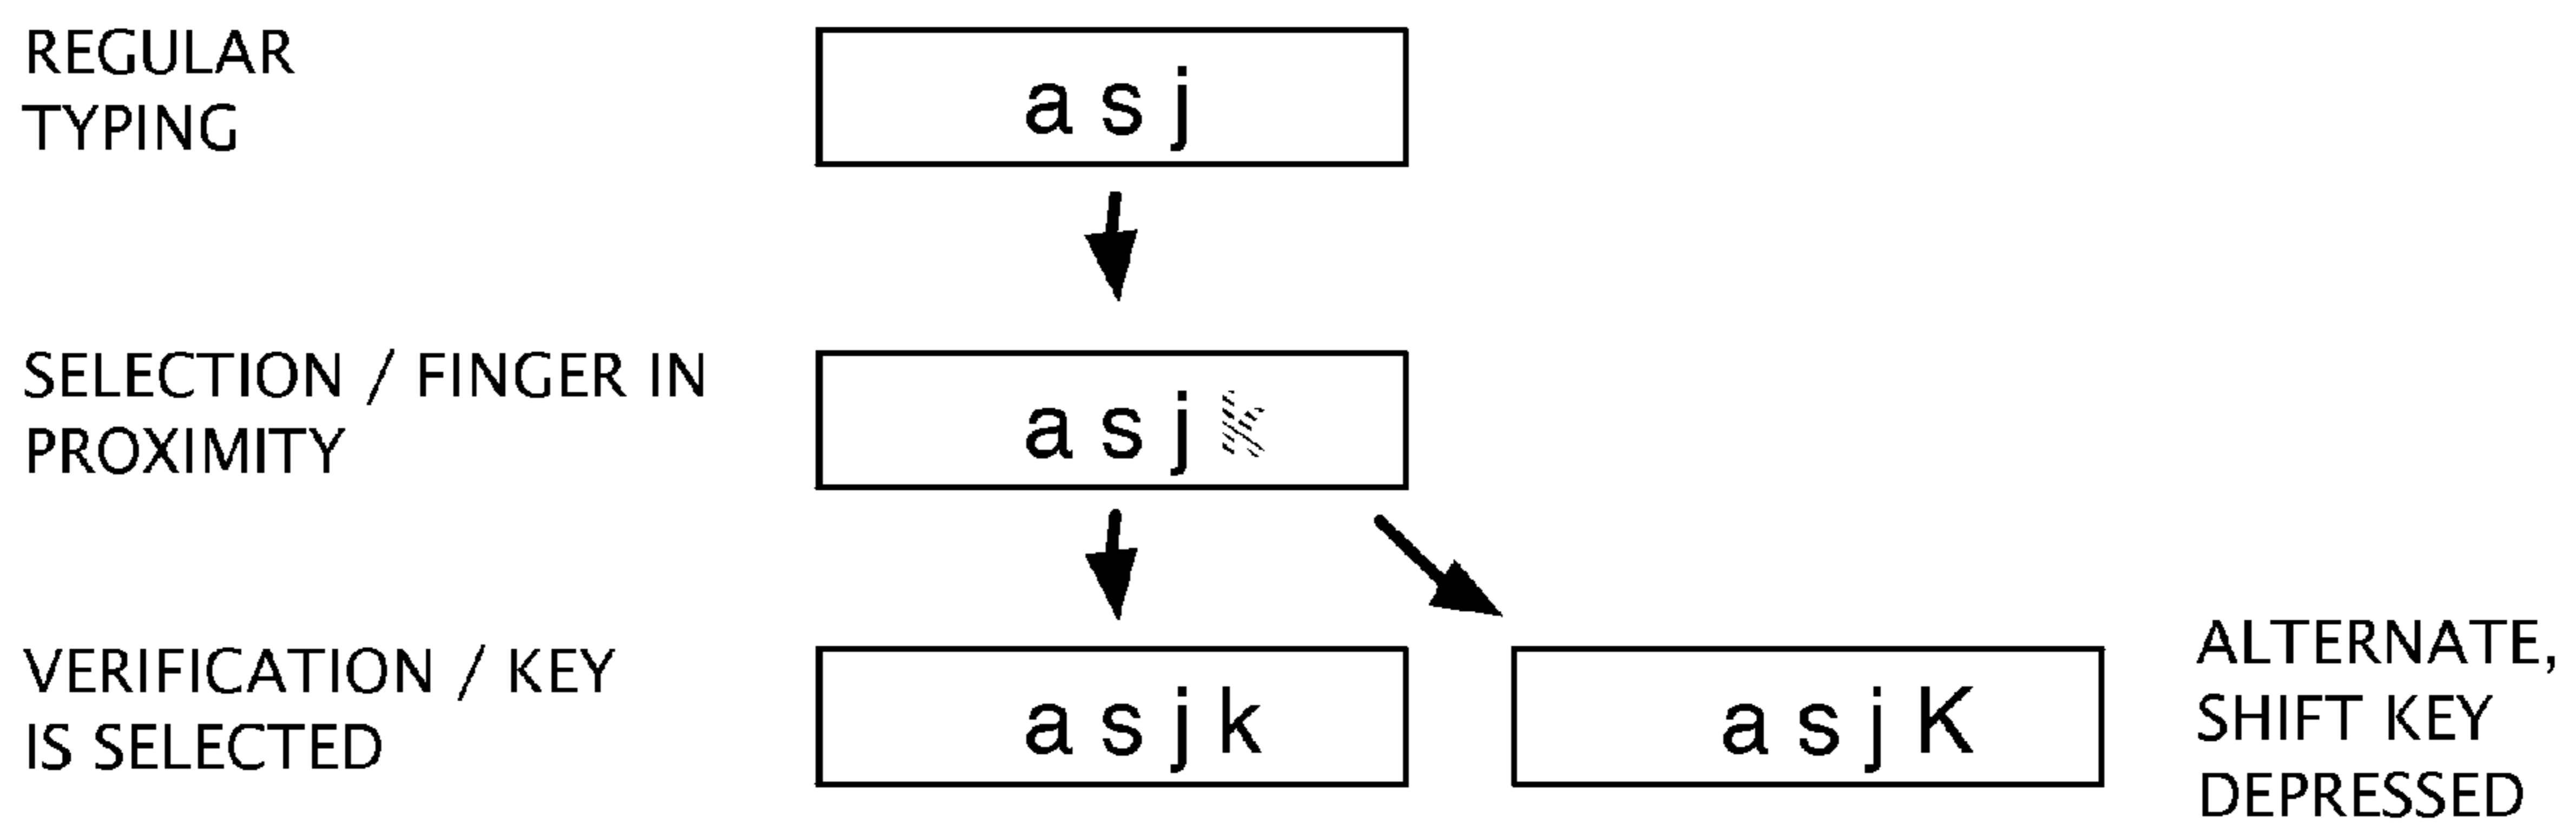 REGULAR
TYPING
a s j
SELECTION / FINGER IN
PROXIMITY
a s j k
VERIFICATION / KEY
IS SELECTED
a s j k
a s j K
ALTERNATE,
SHIFT KEY
DEPRESSED